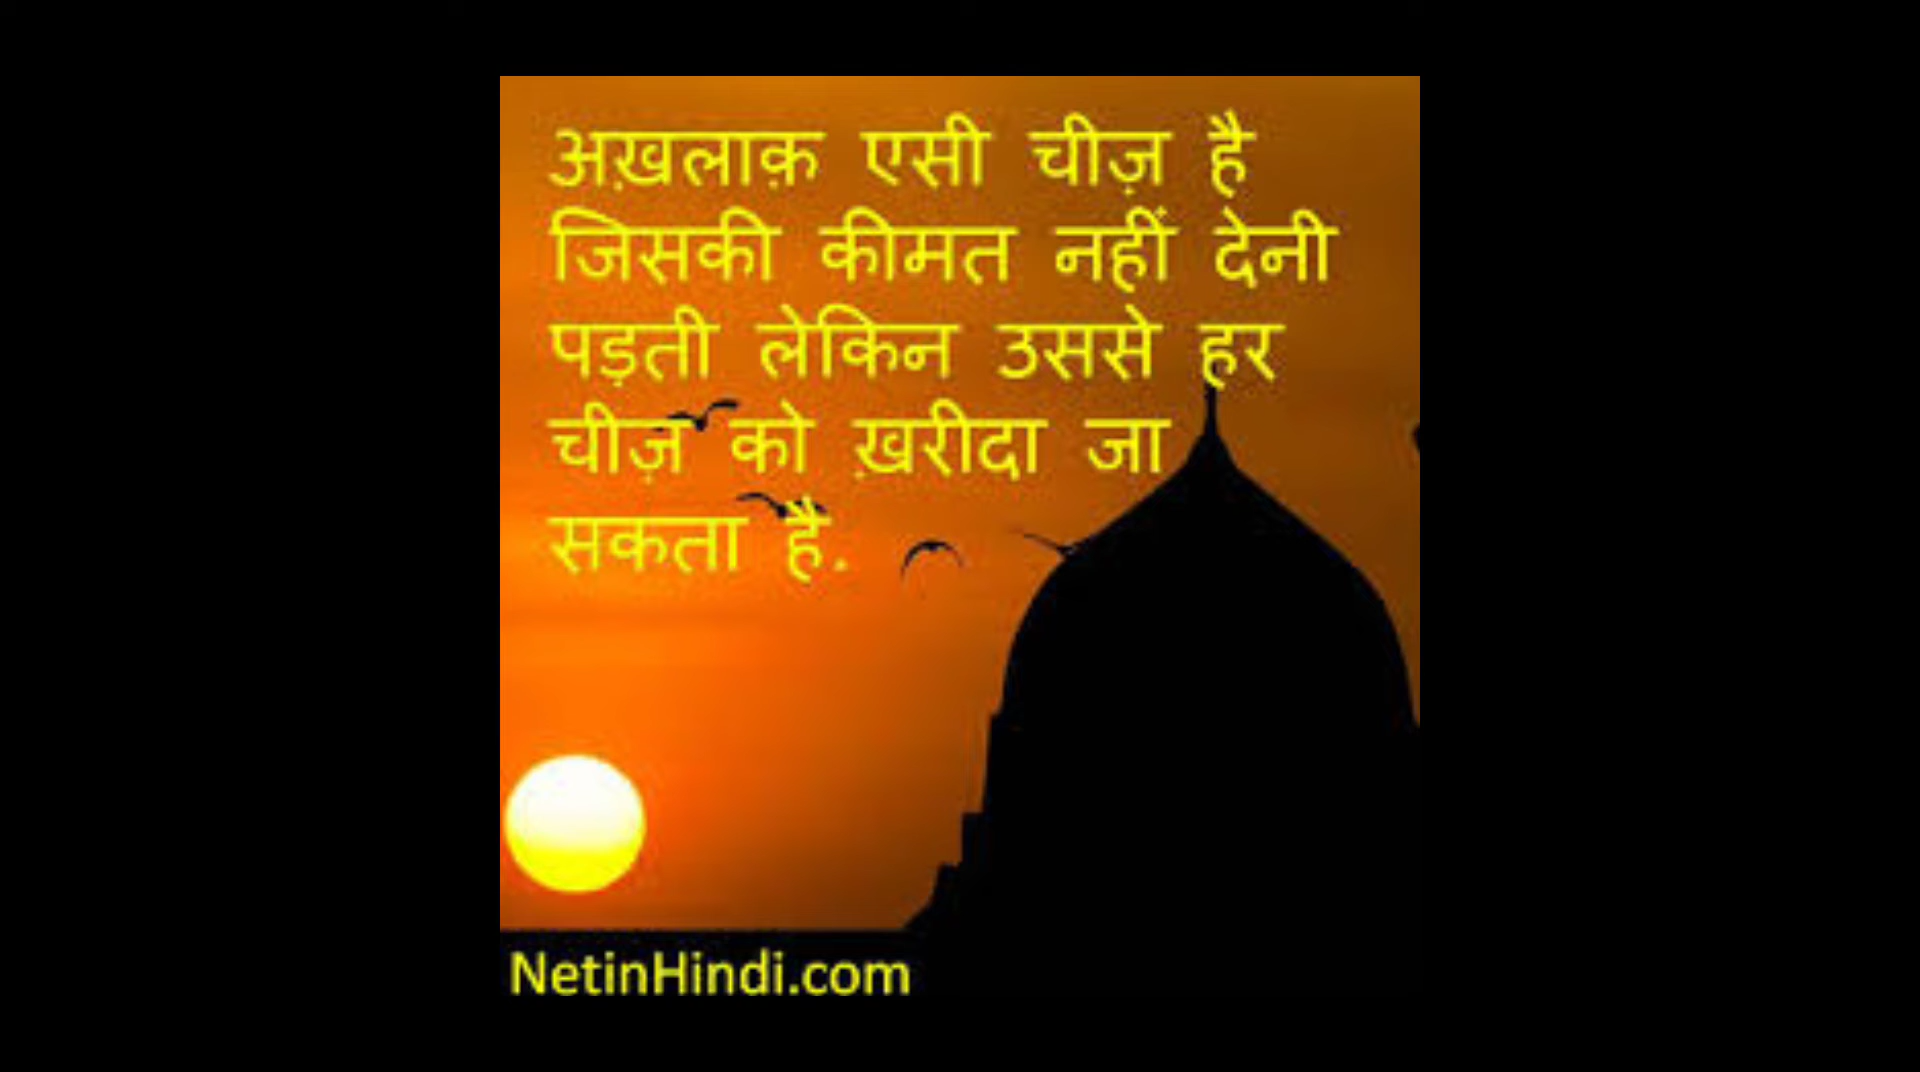 अख़लाक़ एसी चीज़ है
जिसकी कीमत नहीं देनी
पड़ती लेकिन उससे हर
चीज़ को ख़रीदा जा
सकता है.
NetinHindi.com